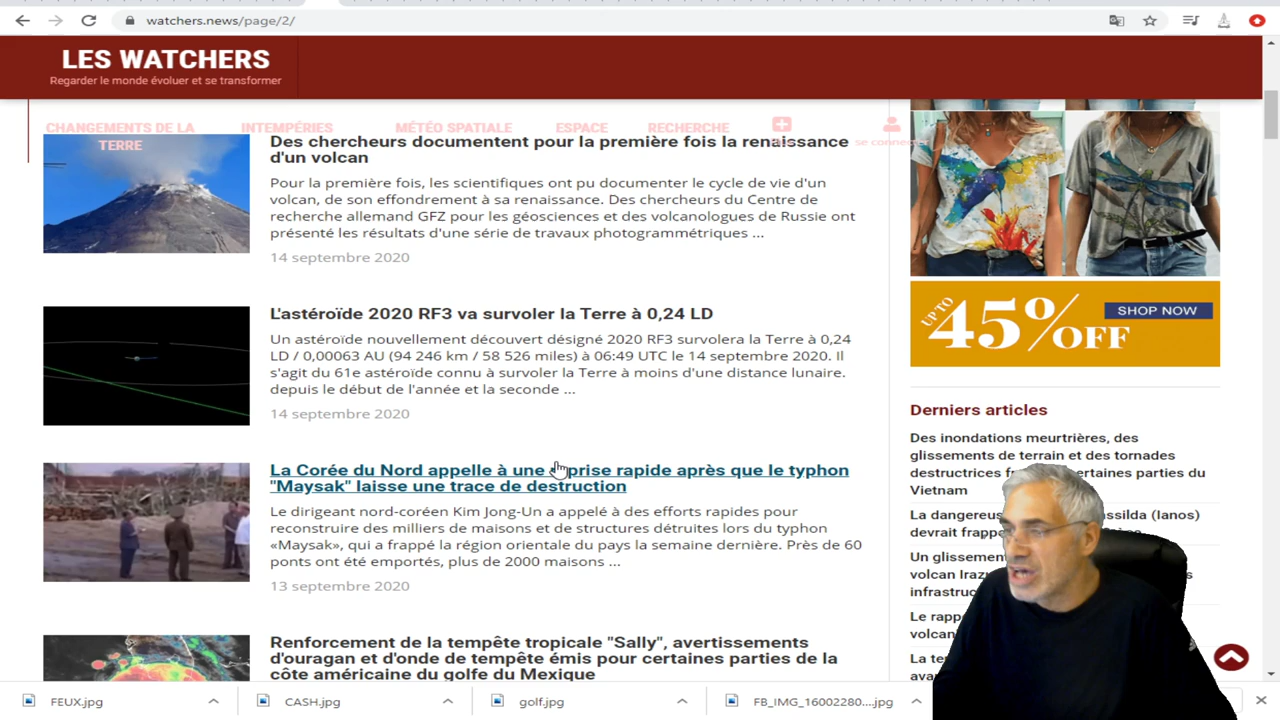 watchers.news/page/2/
LES WATCHERS
Regarder le monde évoluer et se transformer
CHANGEMENTS DE LA
TERRE
INTEMPÉRIES
MÉTÉO SPATIALE
ESPACE
RECHERCHE
se connec
Des chercheurs documentent pour la première fois la renaissance
d'un volcan
Pour la première fois, les scientifiques ont pu documenter le cycle de vie d'un
volcan, de son effondrement à sa renaissance. Des chercheurs du Centre de
recherche allemand GFZ pour les géosciences et des volcanologues de Russie ont
présenté les résultats d'une série de travaux photogrammétriques ...
14 septembre 2020
L'astéroïde 2020 RF3 va survoler la Terre à 0,24 LD
Un astéroïde nouvellement découvert désigné 2020 RF3 survolera la Terre à 0,24
LD / 0,00063 AU (94 246 km / 58 526 miles) à 06:49 UTC le 14 septembre 2020. Il
s'agit du 61e astéroïde connu à survoler la Terre à moins d'une distance lunaire.
depuis le début de l'année et la seconde ...
14 septembre 2020
La Corée du Nord appelle à une prise rapide après que le typhon
"Maysak" laisse une trace de destruction
Le dirigeant nord-coréen Kim Jong-Un a appelé à des efforts rapides pour
reconstruire des milliers de maisons et de structures détruites lors du typhon
«Maysak», qui a frappé la région orientale du pays la semaine dernière. Près de 60
ponts ont été emportés, plus de 2000 maisons ...
13 septembre 2020
Renforcement de la tempête tropicale "Sally", avertissements
d'ouragan et d'onde de tempête émis pour certaines parties de la
côte américaine du golfe du Mexique
UP TO
45% OFF
SHOP NOW
Derniers articles
Des inondations meurtrières, des
glissements de terrain et des tornades
destructrices f ertaines parties du
Vietnam
La dangereus assilda (Ianos)
devrait frapp
Un glissemen
volcan Iraz
infrastruc
Le rapp
volcan
La te
ava
FEUX.jpg
CASH.jpg
golf.jpg
FB_IMG_16002280....jpg